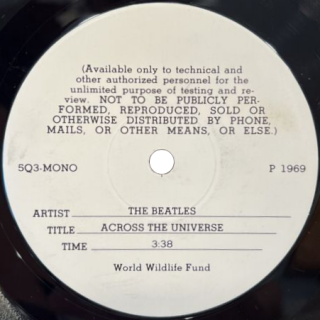 (Available only to technical and
other authorized personnel for the
unlimited purpose of testing and re-
view. NOT TO BE PUBLICLY PER-
FORMED, REPRODUCED, SOLD OR
OTHERWISE DISTRIBUTED BY PHONE,
MAILS, OR OTHER MEANS, OR ELSE.)
5Q3-MONO P 1969
ARTIST THE BEATLES
TITLE ACROSS THE UNIVERSE
TIME 3:38
World Wildlife Fund